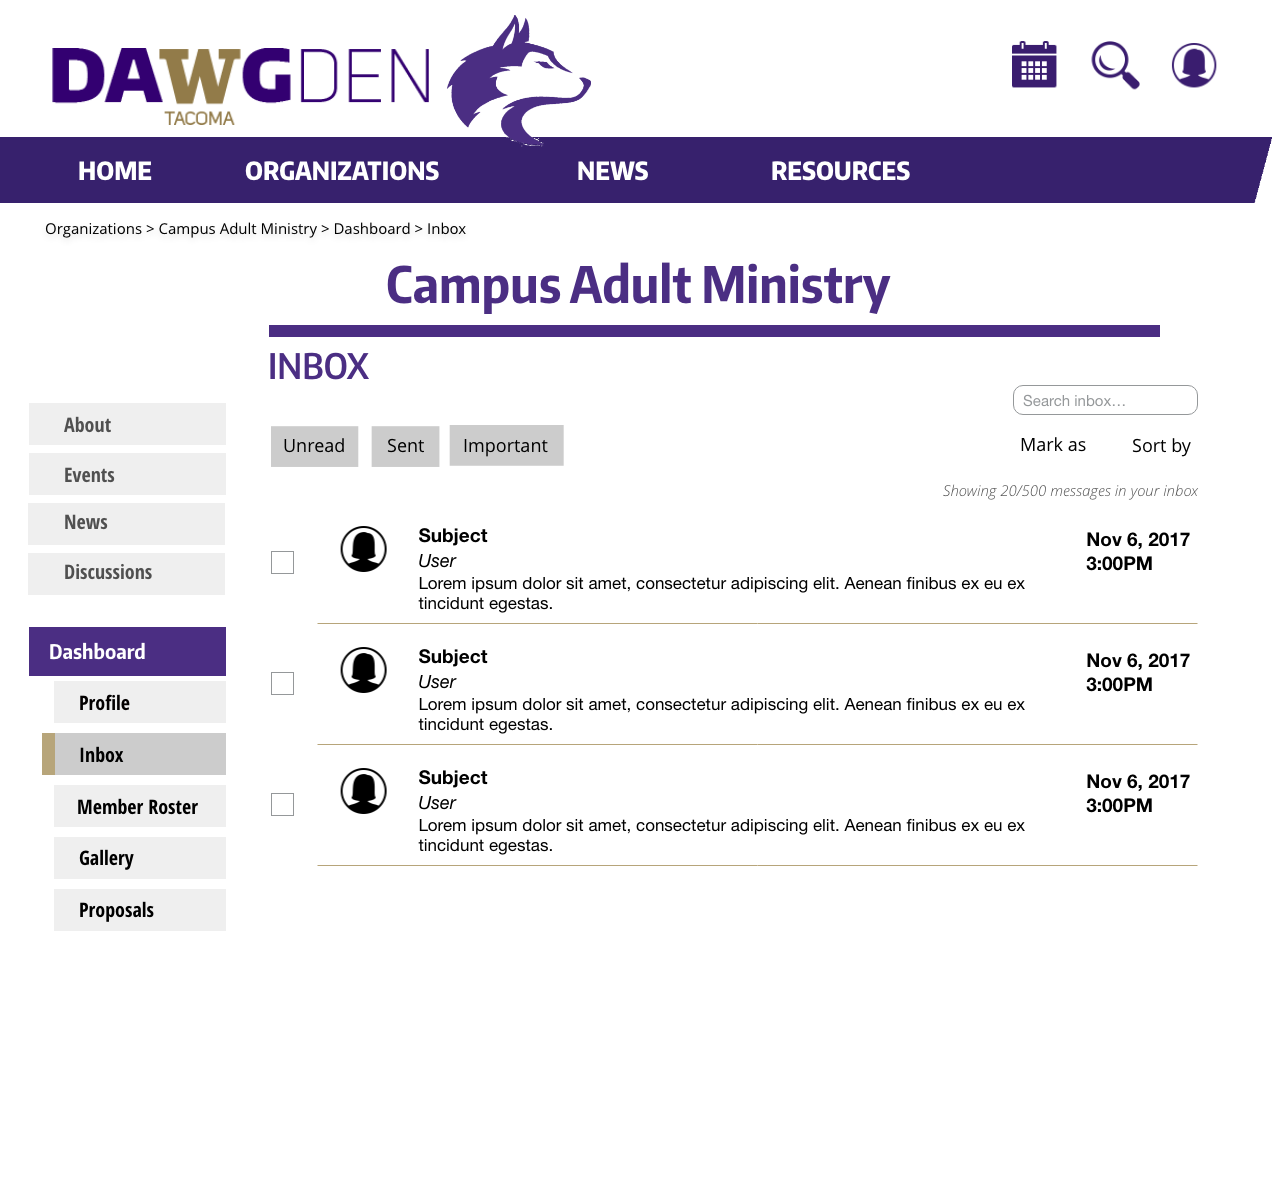 DAWGDEN
TACOMA
HOME ORGANIZATIONS NEWS RESOURCES
Organizations > Campus Adult Ministry > Dashboard > Inbox
Campus Adult Ministry
INBOX
Search inbox...
Unread Sent Important Mark as Sort by
Showing 20/500 messages in your inbox
About
Events
News
Discussions
Dashboard
Profile
Inbox
Member Roster
Gallery
Proposals
Subject
User
Lorem ipsum dolor sit amet, consectetur adipiscing elit. Aenean finibus ex eu ex
tincidunt egestas.
Nov 6, 2017
3:00PM
Subject
User
Lorem ipsum dolor sit amet, consectetur adipiscing elit. Aenean finibus ex eu ex
tincidunt egestas.
Nov 6, 2017
3:00PM
Subject
User
Lorem ipsum dolor sit amet, consectetur adipiscing elit. Aenean finibus ex eu ex
tincidunt egestas.
Nov 6, 2017
3:00PM